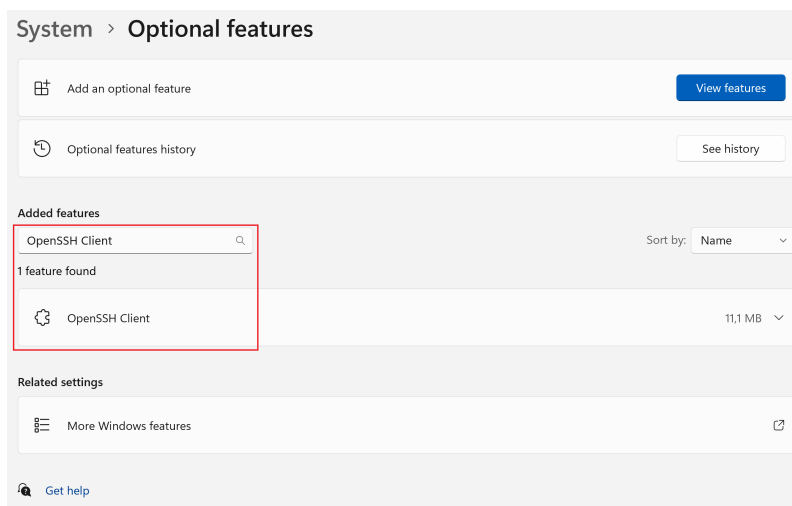 System > Optional features
Add an optional feature
View features
Optional features history
See history
Added features
OpenSSH Client
Sort by: Name
1 feature found
OpenSSH Client
11,1 MB
Related settings
More Windows features
Get help